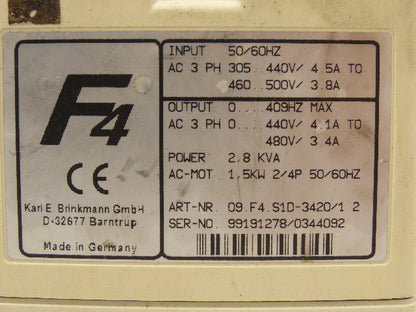 F4
CE
Karl E. Brinkmann GmbH
D-32677 Barntrup
Made in Germany
INPUT 50/60HZ
AC 3 PH 305...440V/ 4.5A TO
460...500V/ 3.8A
OUTPUT 0...409HZ MAX
AC 3 PH 0...440V/ 4.1A TO
480V/ 3.4A
POWER 2.8 KVA
AC-MOT. 1,5KW 2/4P 50/60HZ
ART-NR. 09.F4.S1D-3420/1.2
SER-NO. 99191278/0344092